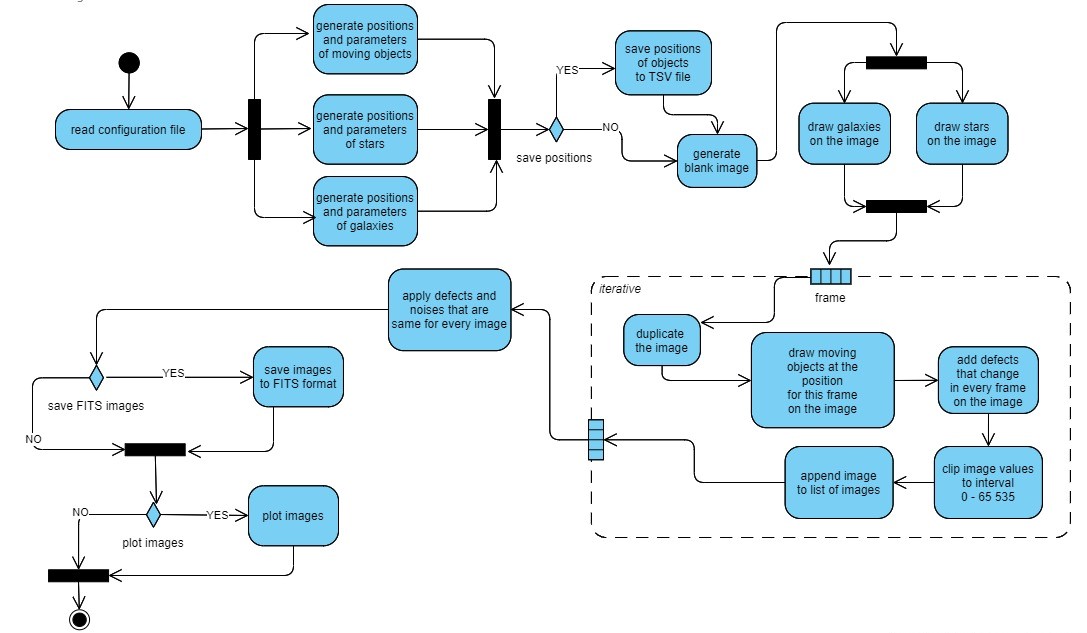 generate positions
and parameters
of moving objects
read configuration file
generate positions
and parameters
of stars
generate positions
and parameters
of galaxies
YES
save positions
of objects
to TSV file
NO
save positions
generate
blank image
draw galaxies
on the image
draw stars
on the image
frame
iterative
duplicate
the image
draw moving
objects at the
position
for this frame
on the image
add defects
that change
in every frame
on the image
clip image values
to interval
0 - 65 535
append image
to list of images
apply defects and
noises that are
same for every image
YES
save images
to FITS format
save FITS images
NO
NO
YES
plot images
plot images